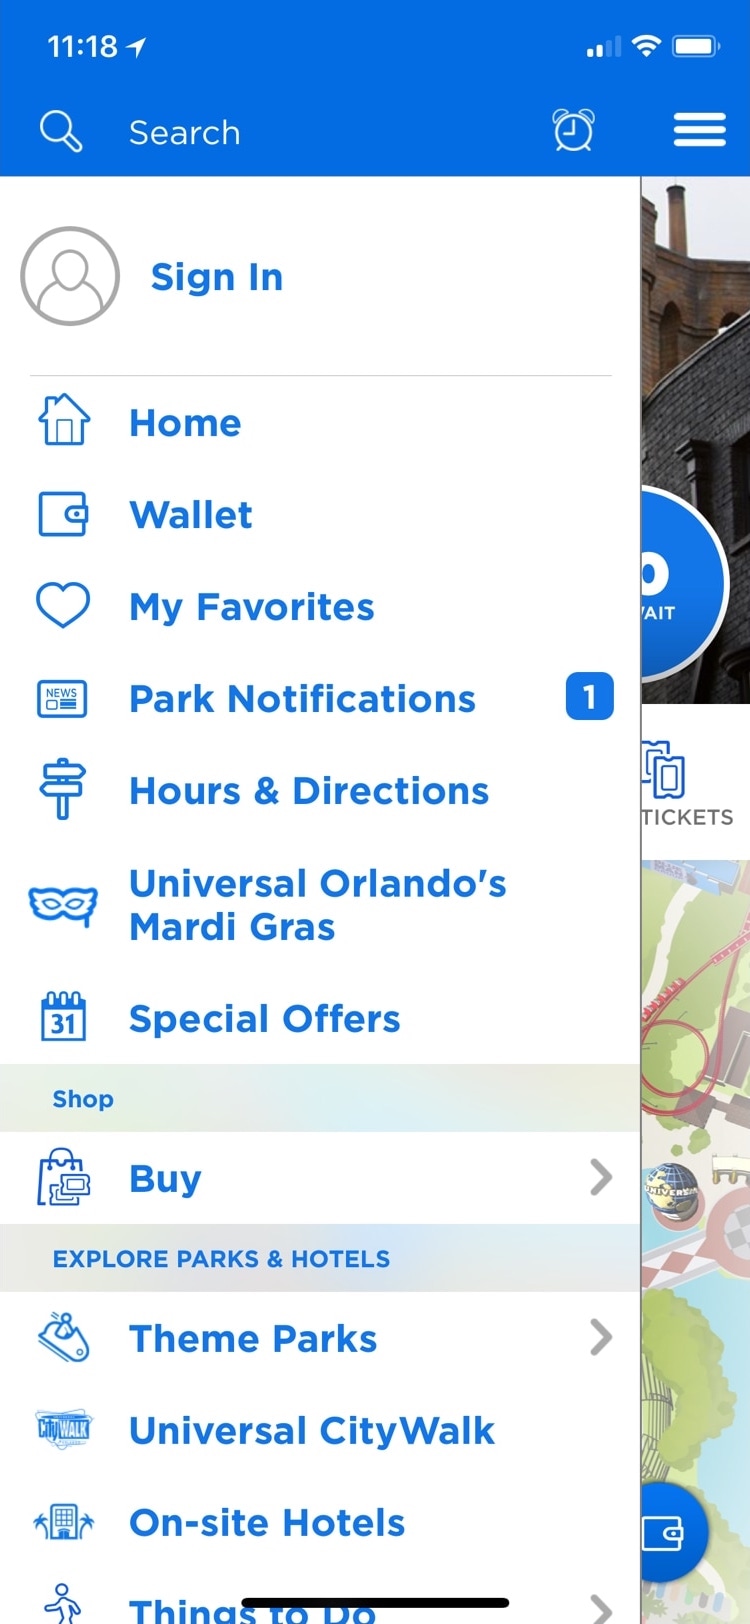 11:18
Search
Sign In
Home
Wallet
My Favorites
NEWS
Park Notifications
1
Hours & Directions
Universal Orlando's
Mardi Gras
31
Special Offers
Shop
Buy
EXPLORE PARKS & HOTELS
Theme Parks
CityWALK
Universal CityWalk
On-site Hotels
Things to Do
TICKETS
UNIVERSAL